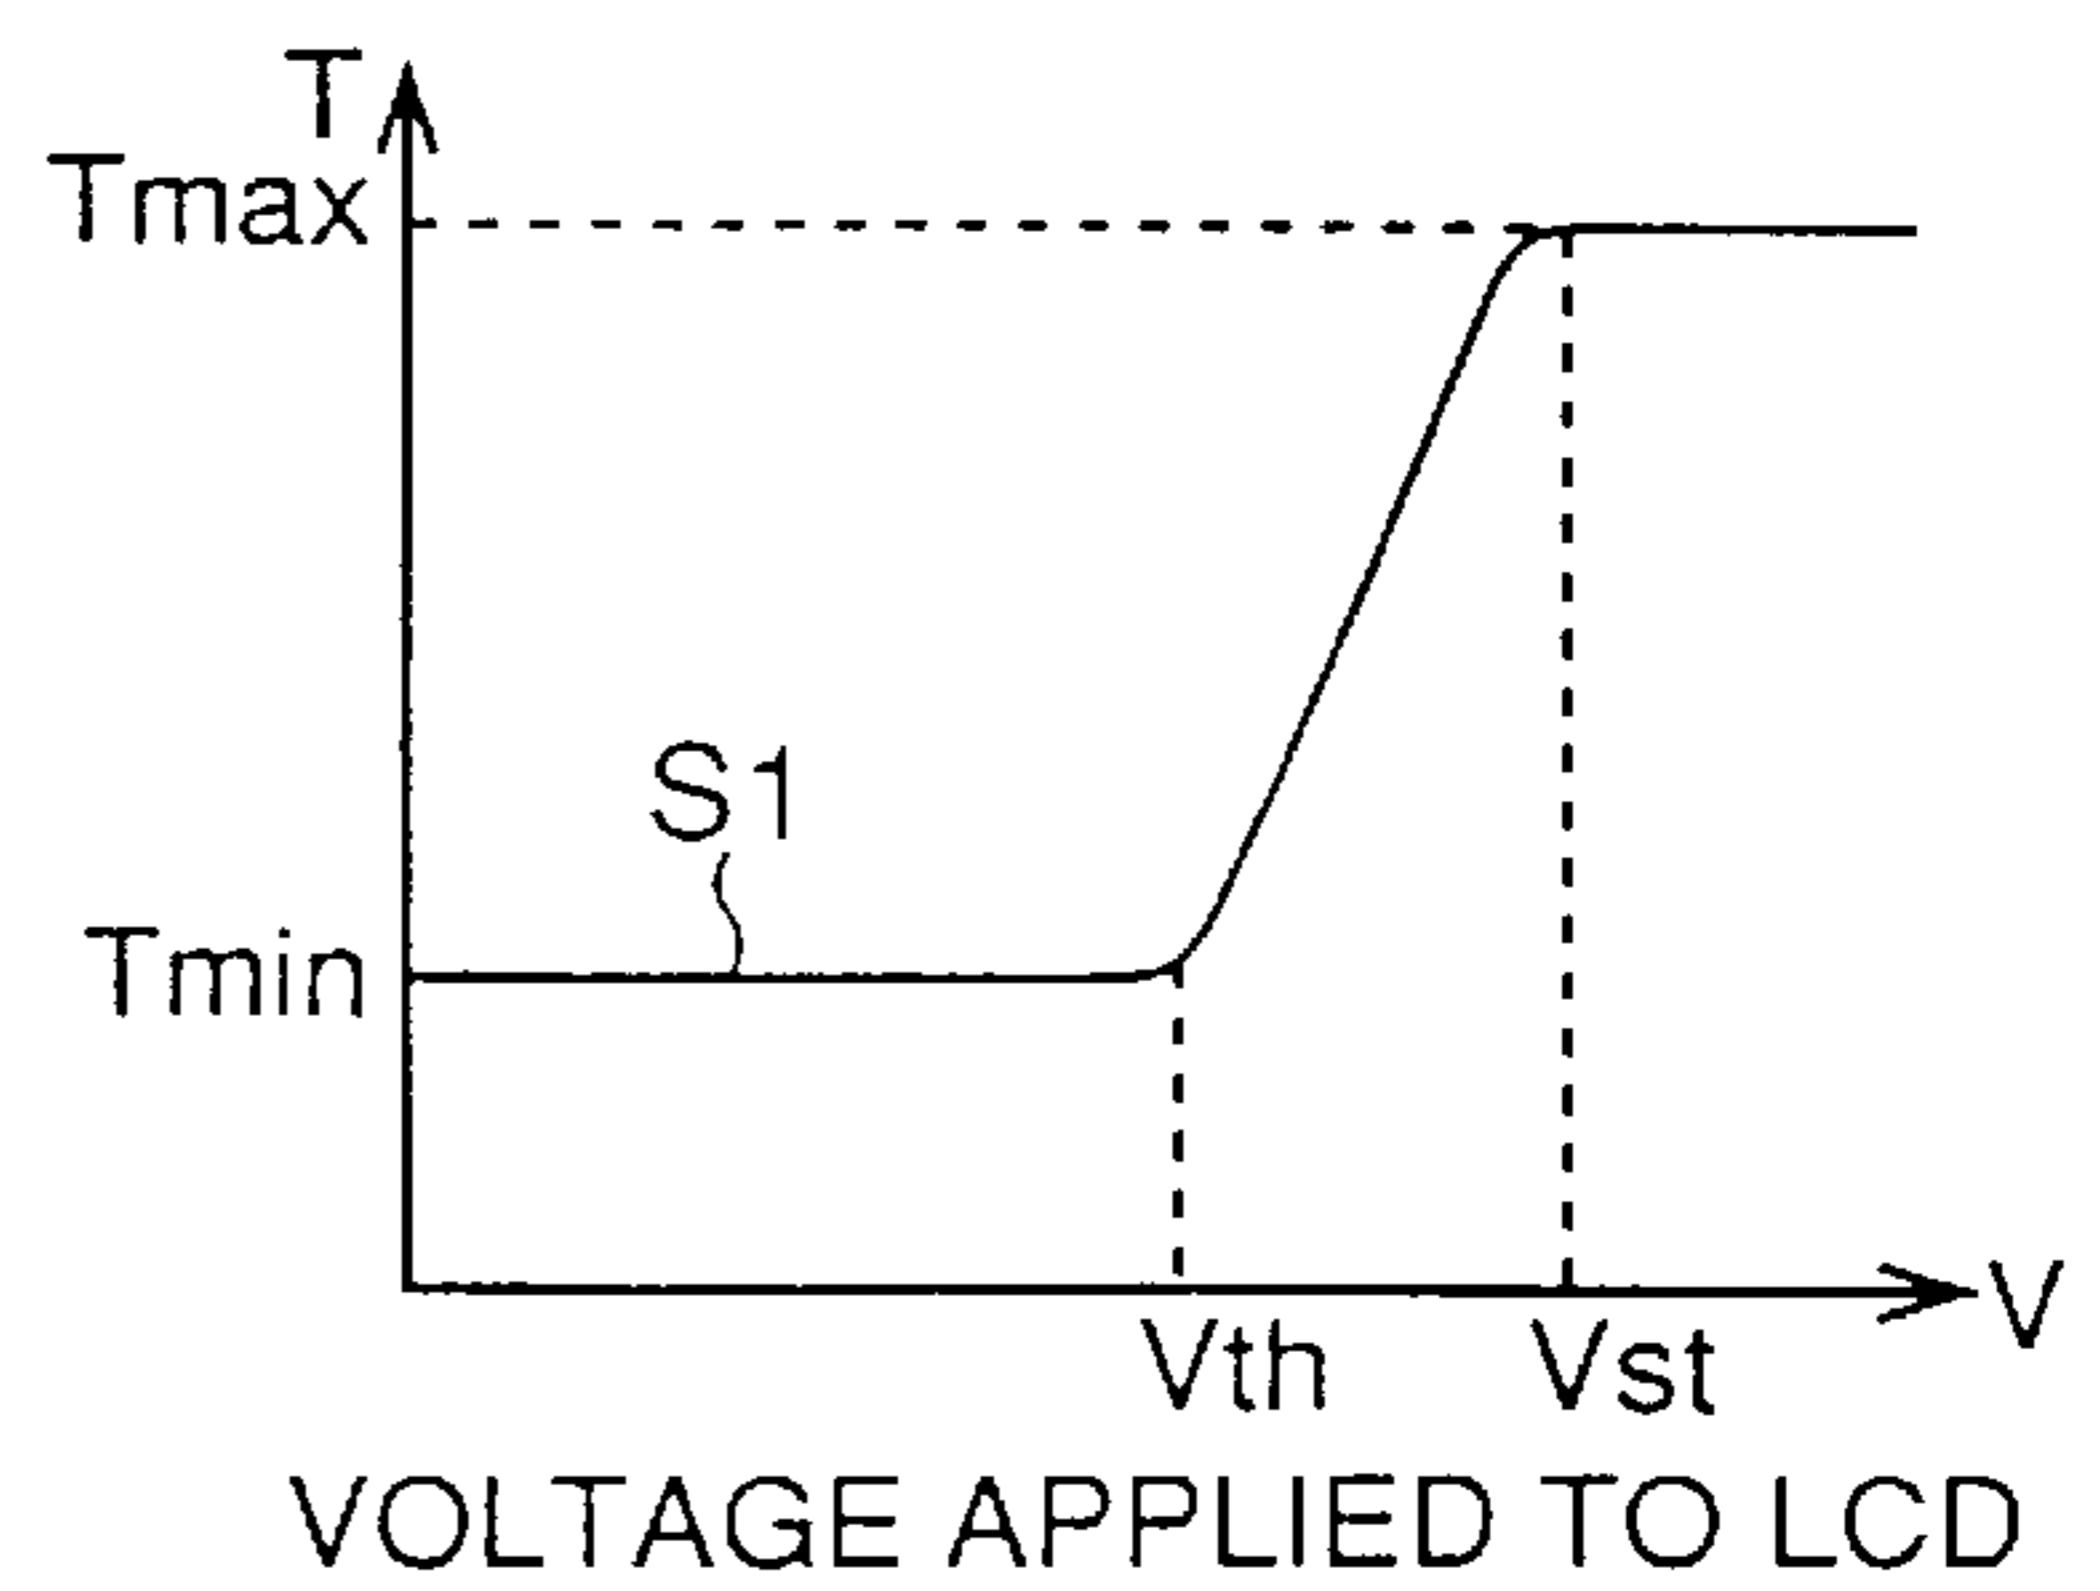 T
Tmax
S1
Tmin
V
Vth Vst
VOLTAGE APPLIED TO LCD